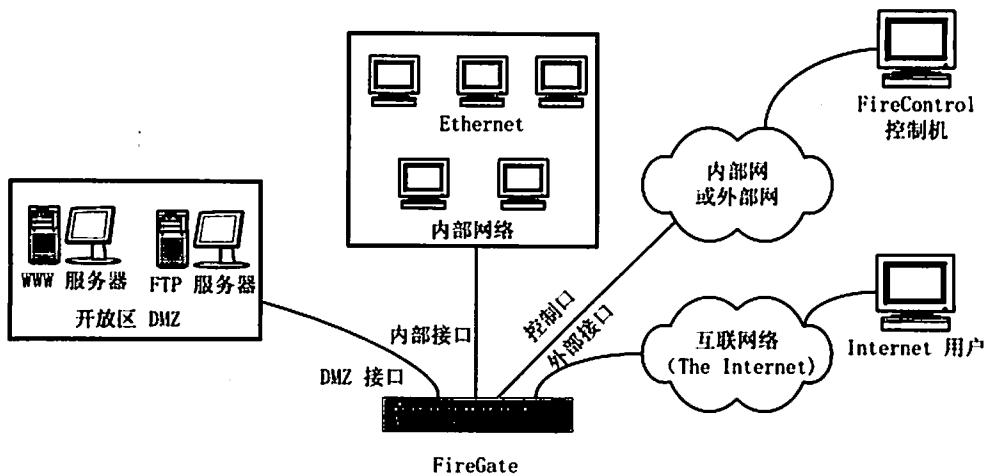 Ethernet
内部网络
FireControl
控制机
内部网
或外部网
WWW 服务器
FTP 服务器
开放区 DMZ
内部接口
控制口
外部接口
DMZ 接口
互联网络
(The Internet)
Internet 用户
FireGate